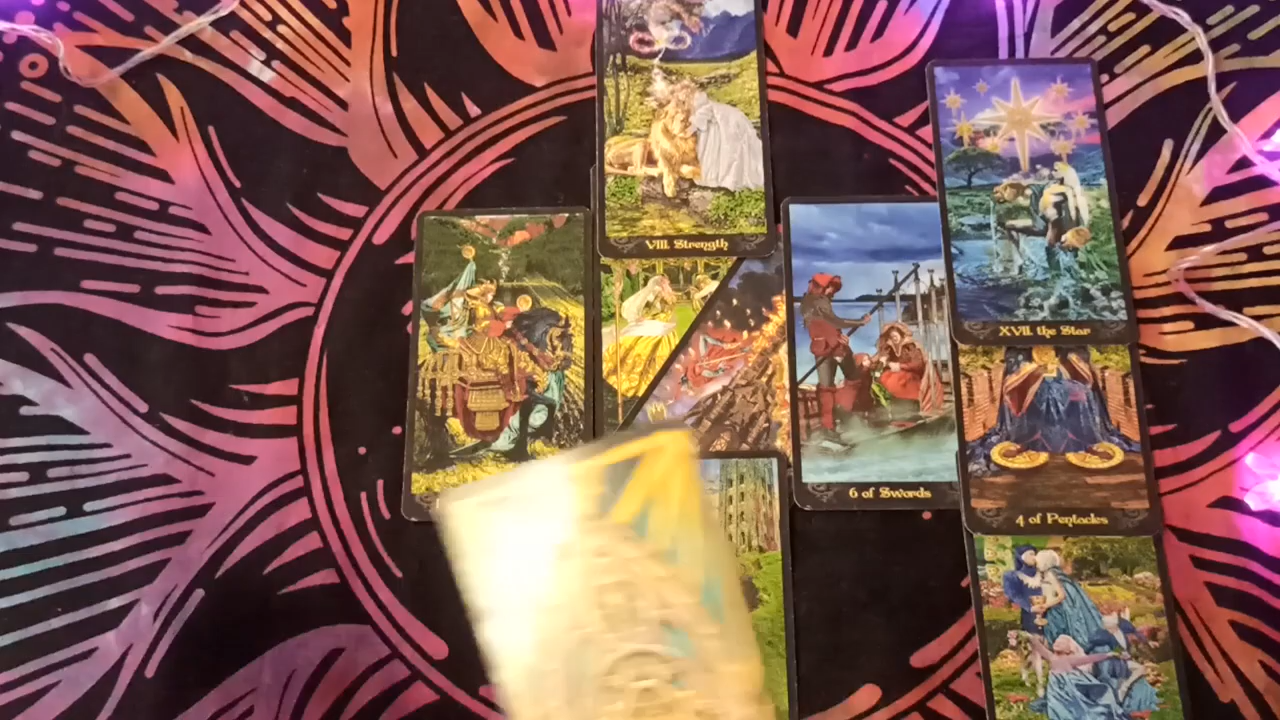 VIII. Strength
XVII. the Star
6 of Swords
4 of Pentacles